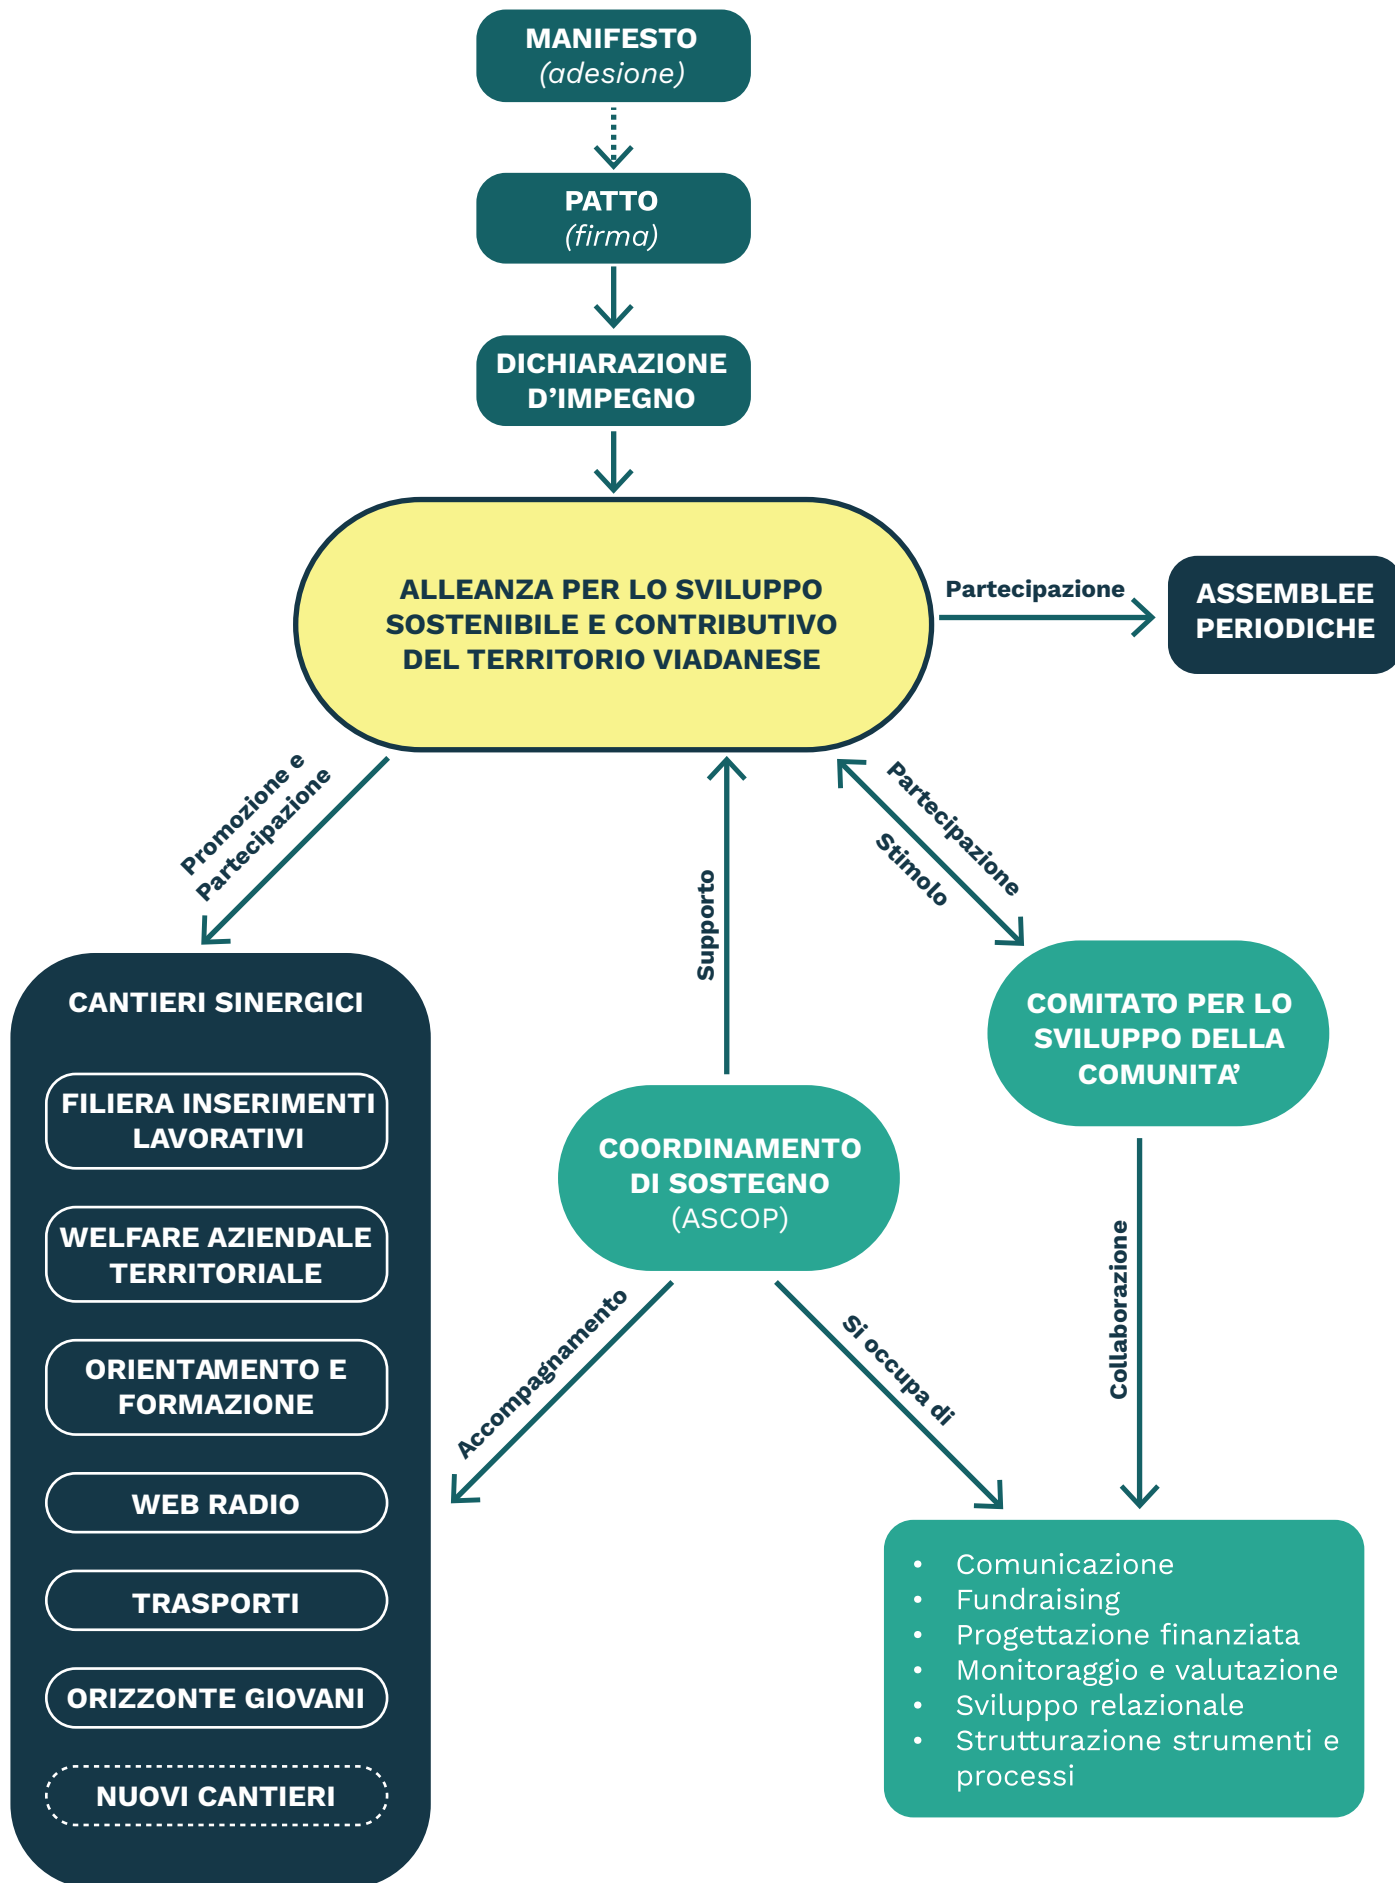 MANIFESTO
(adesione)
PATTO
(firma)
DICHIARAZIONE
D’IMPEGNO
ALLEANZA PER LO SVILUPPO
SOSTENIBILE E CONTRIBUTIVO
DEL TERRITORIO VIADANESE
Partecipazione
ASSEMBLEE
PERIODICHE
Promozione e
Partecipazione
Supporto
Partecipazione
Stimolo
CANTIERI SINERGICI
FILIERA INSERIMENTI
LAVORATIVI
WELFARE AZIENDALE
TERRITORIALE
ORIENTAMENTO E
FORMAZIONE
WEB RADIO
TRASPORTI
ORIZZONTE GIOVANI
NUOVI CANTIERI
COORDINAMENTO
DI SOSTEGNO
(ASCOP)
COMITATO PER LO
SVILUPPO DELLA
COMUNITA’
Accompagnamento
Si occupa di
Collaborazione
• Comunicazione
• Fundraising
• Progettazione finanziata
• Monitoraggio e valutazione
• Sviluppo relazionale
• Strutturazione strumenti e
processi